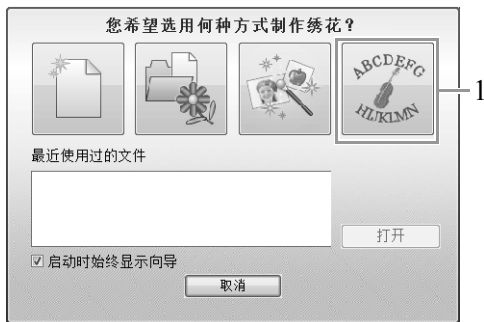 您希望选用何种方式制作绣花？
ABCDEFG
HIJKLMN
1
最近使用过的文件
打开
启动时始终显示向导
取消